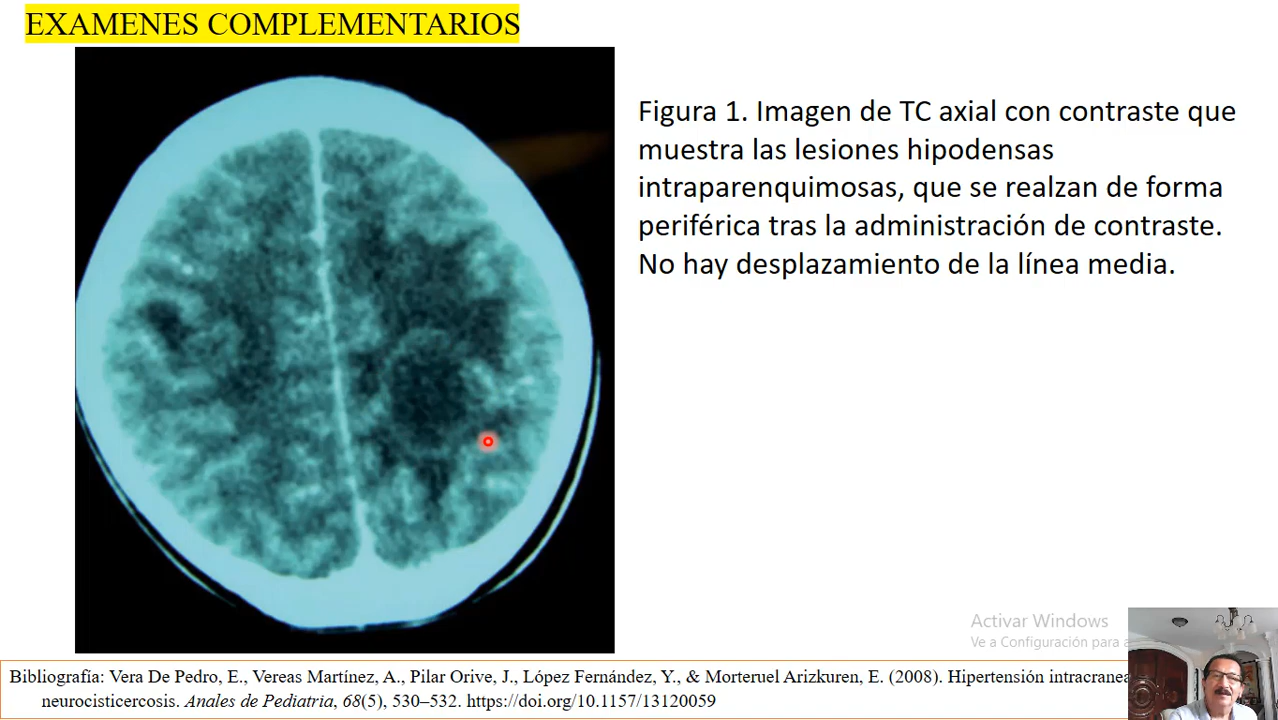 EXAMENES COMPLEMENTARIOS
Figura 1. Imagen de TC axial con contraste que
muestra las lesiones hipodensas
intraparenquimosas, que se realzan de forma
periférica tras la administración de contraste.
No hay desplazamiento de la línea media.
Activar Windows
Ve a Configuración para
Bibliografía: Vera De Pedro, E., Vereas Martínez, A., Pilar Orive, J., López Fernández, Y., & Morteruel Arizkuren, E. (2008). Hipertensión
neurocisticercosis. Anales de Pediatria, 68(5), 530–532. https://doi.org/10.1157/13120059